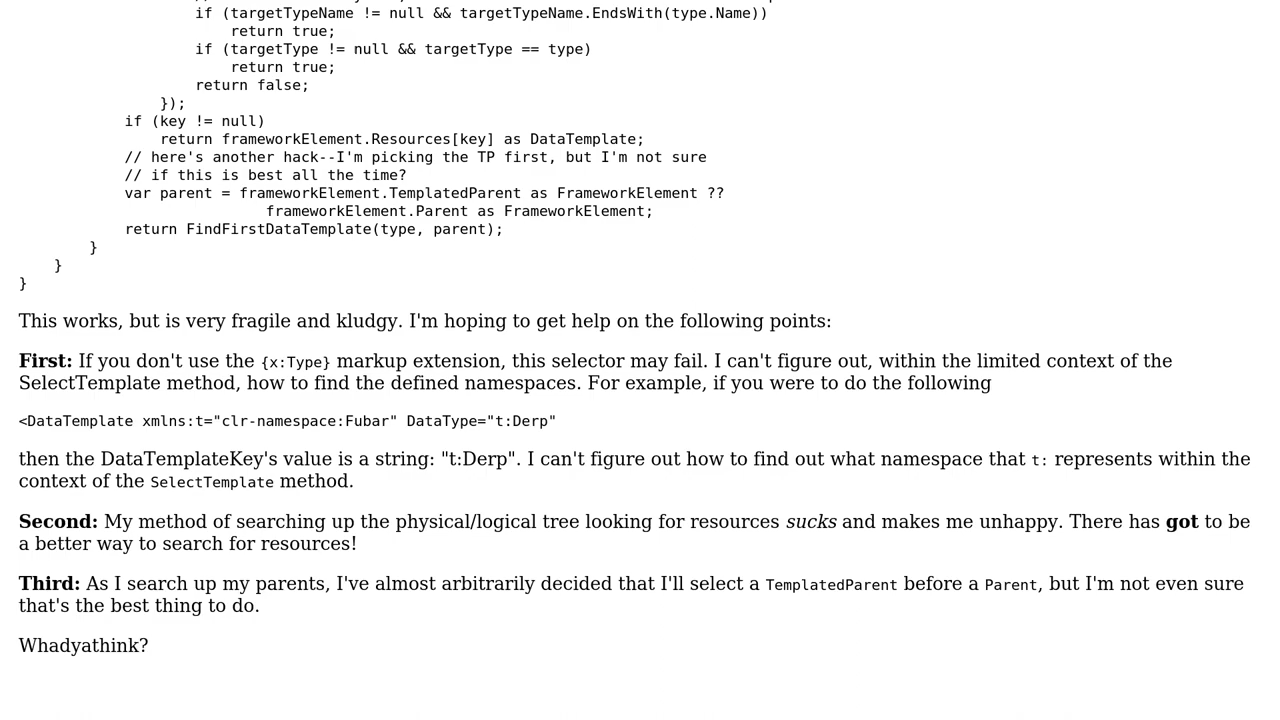 if (targetTypeName != null && targetTypeName.EndsWith(type.Name))
return true;
if (targetType != null && targetType == type)
return true;
return false;
});
if (key != null)
return frameworkElement.Resources[key] as DataTemplate;
// here's another hack--I'm picking the TP first, but I'm not sure
// if this is best all the time?
var parent = frameworkElement.TemplatedParent as FrameworkElement ??
frameworkElement.Parent as FrameworkElement;
return FindFirstDataTemplate(type, parent);
}
}
}
This works, but is very fragile and kludgy. I'm hoping to get help on the following points:
First: If you don't use the {x:Type} markup extension, this selector may fail. I can't figure out, within the limited context of the
SelectTemplate method, how to find the defined namespaces. For example, if you were to do the following
<DataTemplate xmlns:t="clr-namespace:Fubar" DataType="t:Derp"
then the DataTemplateKey's value is a string: "t:Derp". I can't figure out how to find out what namespace that t: represents within the
context of the SelectTemplate method.
Second: My method of searching up the physical/logical tree looking for resources sucks and makes me unhappy. There has got to be
a better way to search for resources!
Third: As I search up my parents, I've almost arbitrarily decided that I'll select a TemplatedParent before a Parent, but I'm not even sure
that's the best thing to do.
Whadyathink?